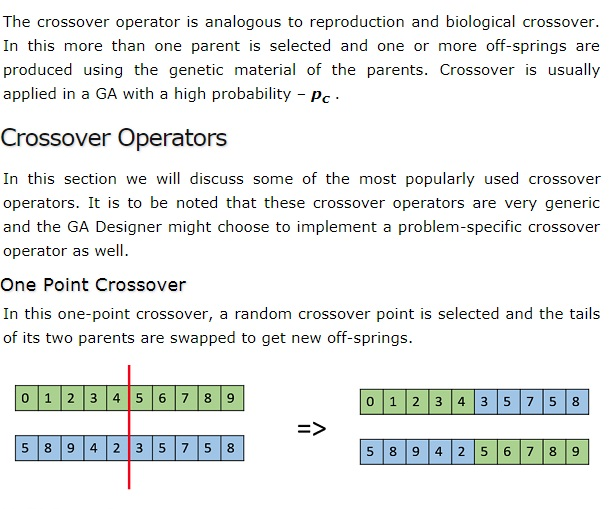 The crossover operator is analogous to reproduction and biological crossover.
In this more than one parent is selected and one or more off-springs are
produced using the genetic material of the parents. Crossover is usually
applied in a GA with a high probability – pc .
Crossover Operators
In this section we will discuss some of the most popularly used crossover
operators. It is to be noted that these crossover operators are very generic
and the GA Designer might choose to implement a problem-specific crossover
operator as well.
One Point Crossover
In this one-point crossover, a random crossover point is selected and the tails
of its two parents are swapped to get new off-springs.
0 1 2 3 4 5 6 7 8 9
5 8 9 4 2 3 5 7 5 8
=>
0 1 2 3 4 3 5 7 5 8
5 8 9 4 2 5 6 7 8 9